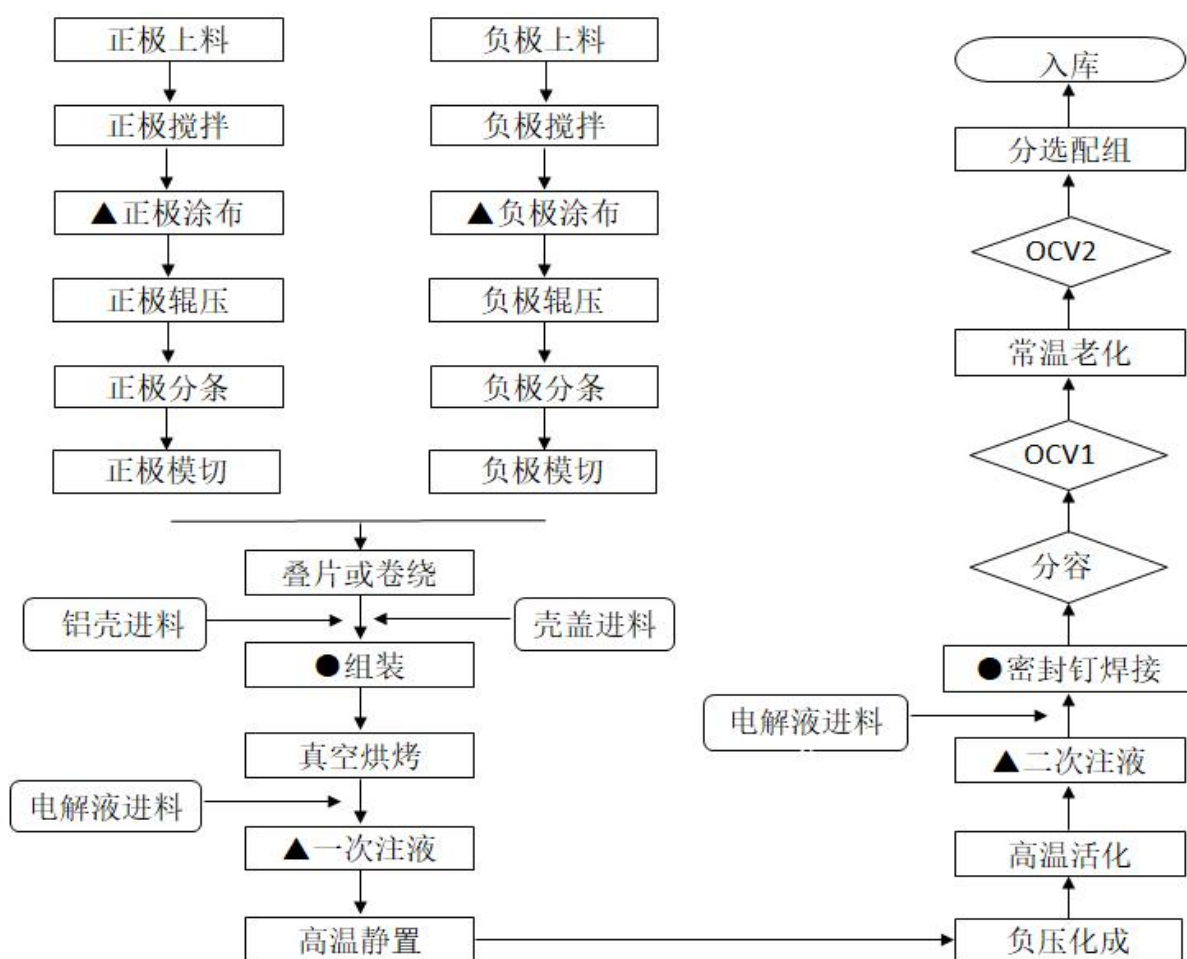 正极上料
正极搅拌
▲正极涂布
正极辊压
正极分条
正极模切
负极上料
负极搅拌
▲负极涂布
负极辊压
负极分条
负极模切
叠片或卷绕
铝壳进料
壳盖进料
●组装
真空烘烤
电解液进料
▲一次注液
高温静置
负压化成
高温活化
▲二次注液
电解液进料
●密封钉焊接
分容
OCV1
常温老化
OCV2
分选配组
入库